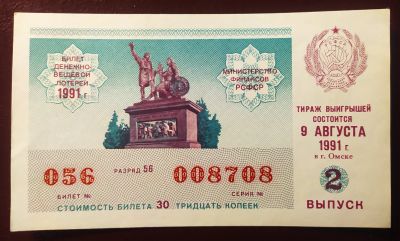 БИЛЕТ
ДЕНЕЖНО-
ВЕЩЕВОЙ
ЛОТЕРЕИ
1991 г.
МИНИСТЕРСТВО
ФИНАНСОВ
РСФСР
ТИРАЖ ВЫИГРЫШЕЙ
СОСТОИТСЯ
9 АВГУСТА
1991 г.
в г. Омске
2
ВЫПУСК
РАЗРЯД 56
056
008708
БИЛЕТ №
СЕРИЯ №
СТОИМОСТЬ БИЛЕТА 30 ТРИДЦАТЬ КОПЕЕК